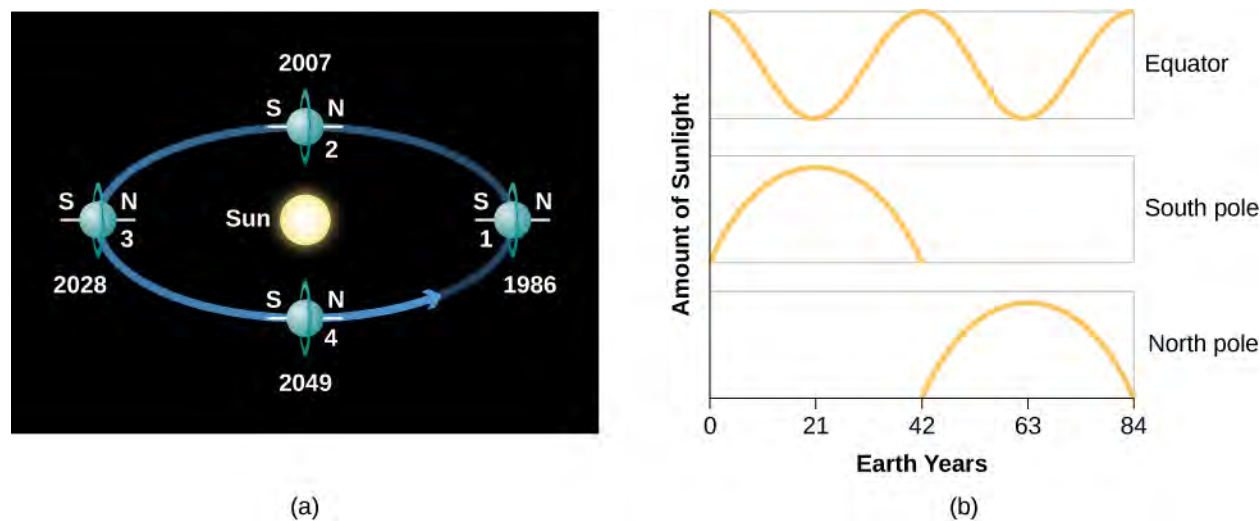 2007
S N
2
S N
3
2028
Sun
S N
1
1986
S N
4
2049
(a)
Amount of Sunlight
Equator
South pole
North pole
0 21 42 63 84
Earth Years
(b)